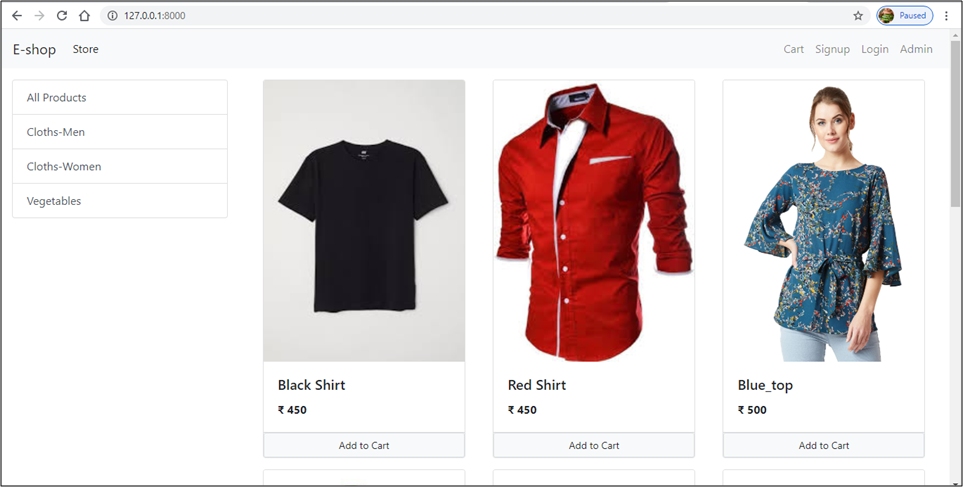 127.0.0.1:8000
Paused
E-shop Store Cart Signup Login Admin
All Products
Cloths-Men
Cloths-Women
Vegetables
Black Shirt
₹ 450
Add to Cart
Red Shirt
₹ 450
Add to Cart
Blue_top
₹ 500
Add to Cart